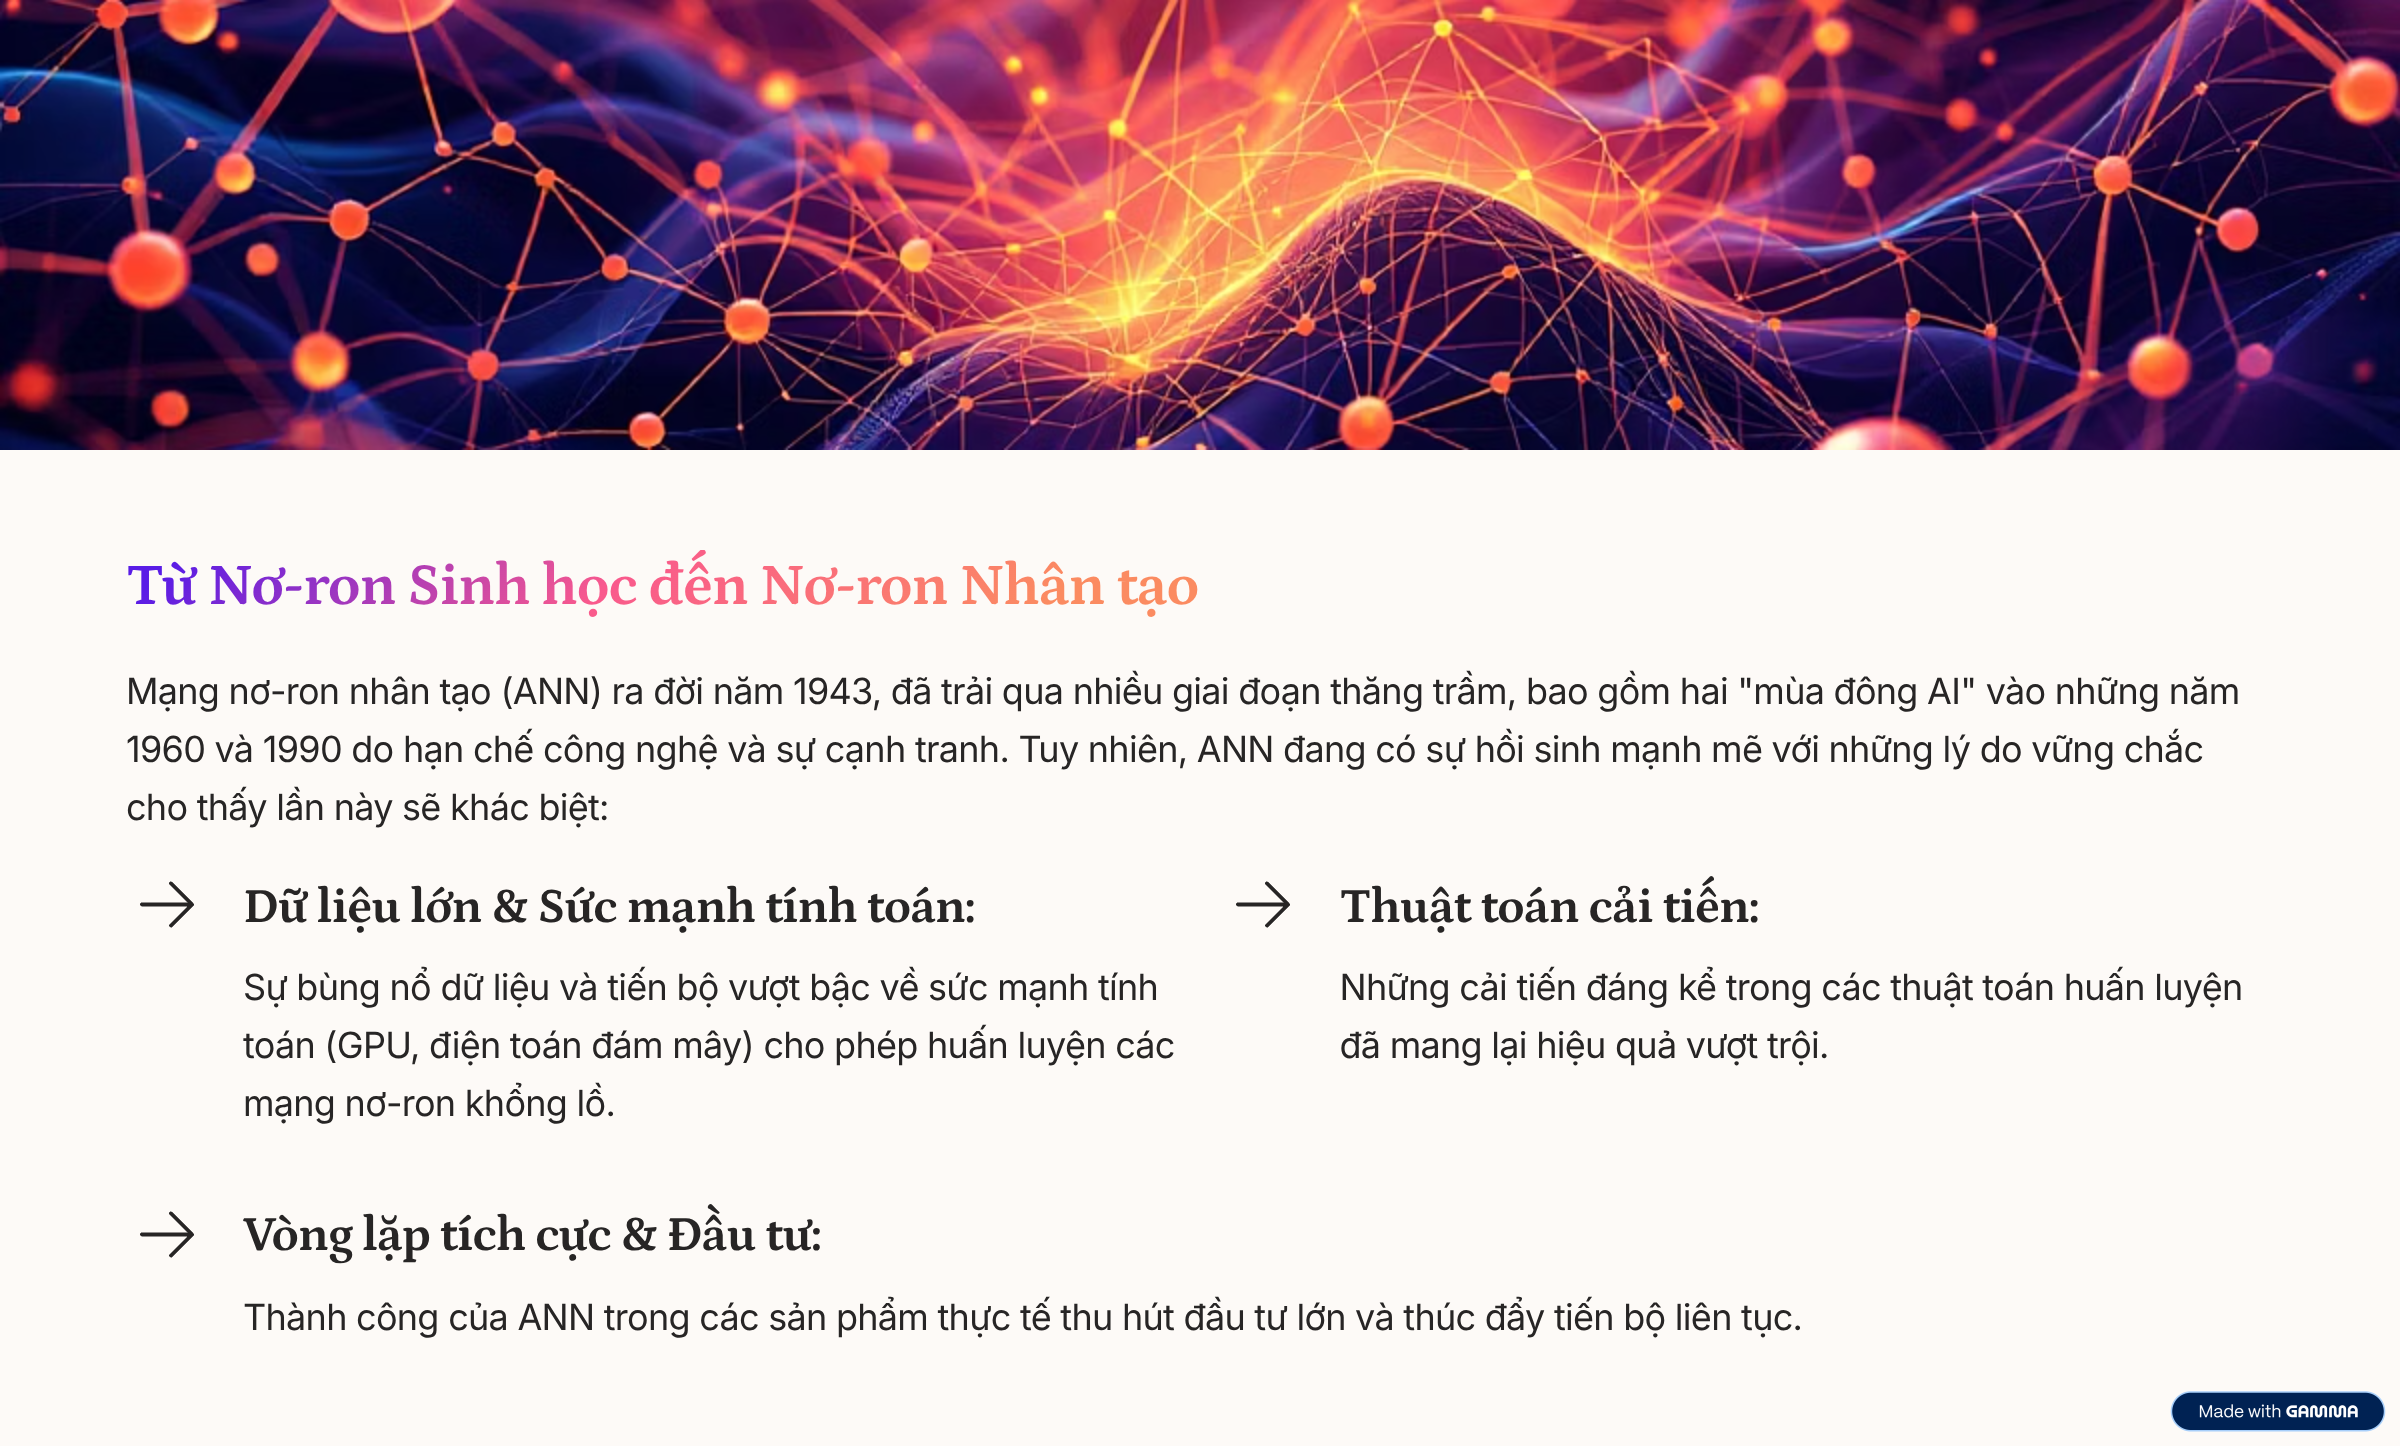 Từ Nơ-ron Sinh học đến Nơ-ron Nhân tạo
Mạng nơ-ron nhân tạo (ANN) ra đời năm 1943, đã trải qua nhiều giai đoạn thăng trầm, bao gồm hai "mùa đông AI" vào những năm
1960 và 1990 do hạn chế công nghệ và sự cạnh tranh. Tuy nhiên, ANN đang có sự hồi sinh mạnh mẽ với những lý do vững chắc
cho thấy lần này sẽ khác biệt:
Dữ liệu lớn & Sức mạnh tính toán:
Sự bùng nổ dữ liệu và tiến bộ vượt bậc về sức mạnh tính
toán (GPU, điện toán đám mây) cho phép huấn luyện các
mạng nơ-ron khổng lồ.
Thuật toán cải tiến:
Những cải tiến đáng kể trong các thuật toán huấn luyện
đã mang lại hiệu quả vượt trội.
Vòng lặp tích cực & Đầu tư:
Thành công của ANN trong các sản phẩm thực tế thu hút đầu tư lớn và thúc đẩy tiến bộ liên tục.
Made with GAMMA